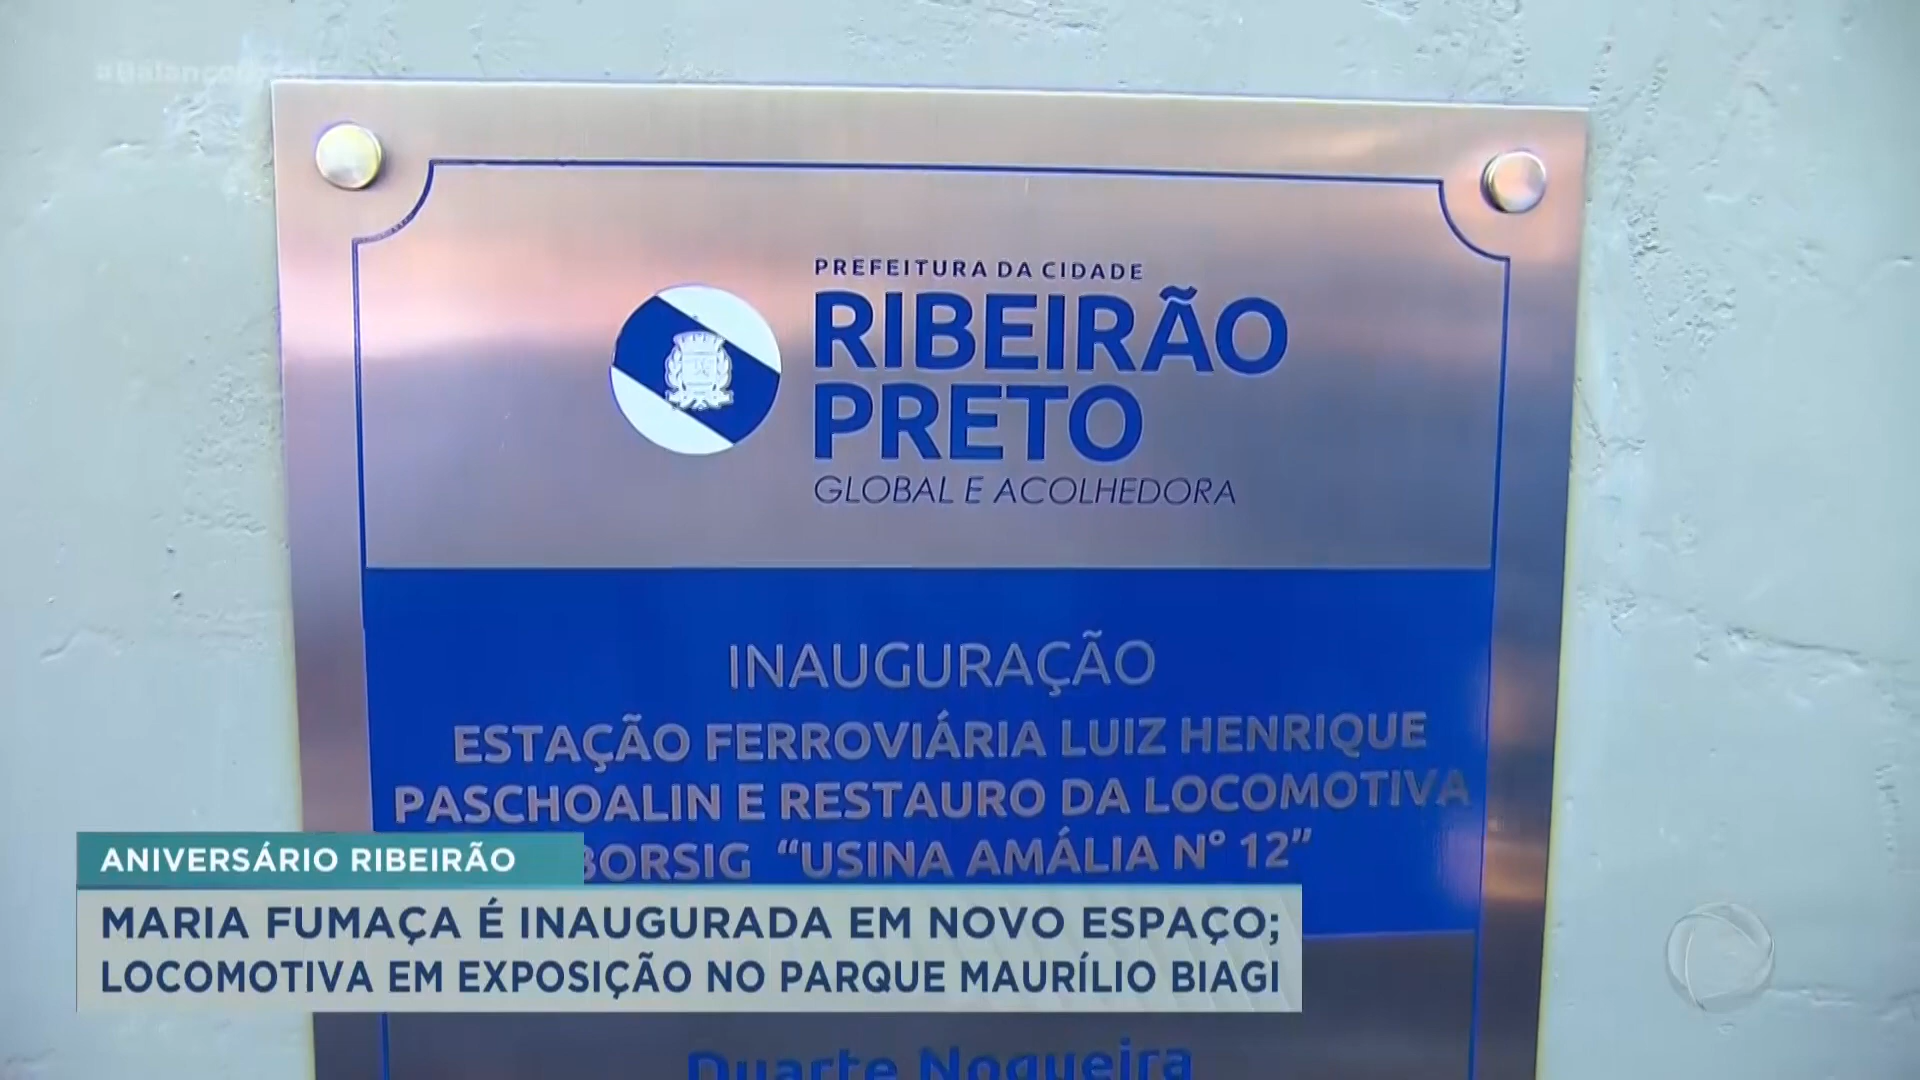 #BalançoGeral
PREFEITURA DA CIDADE
RIBEIRÃO
PRETO
GLOBAL E ACOLHEDORA
INAUGURAÇÃO
ESTAÇÃO FERROVIÁRIA LUIZ HENRIQUE
PASCHOALIN E RESTAURO DA LOCOMOTIVA
BORSIG "USINA AMÁLIA N° 12"
ANIVERSÁRIO RIBEIRÃO
MARIA FUMAÇA É INAUGURADA EM NOVO ESPAÇO;
LOCOMOTIVA EM EXPOSIÇÃO NO PARQUE MAURÍLIO BIAGI
Duarte Nogueira